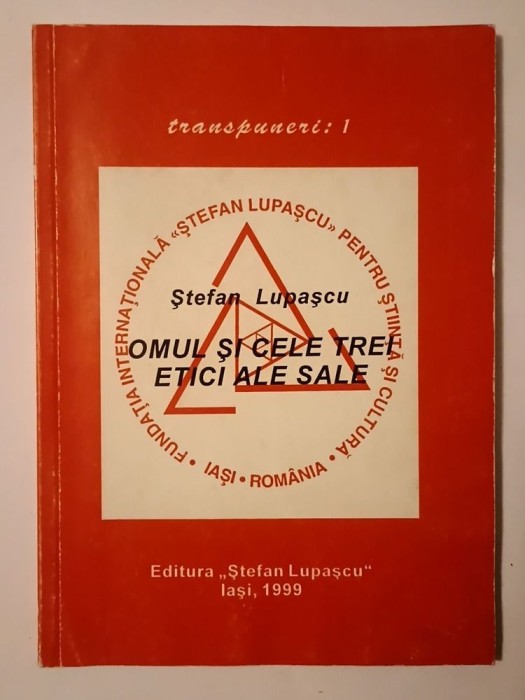 transpuneri: 1
FUNDAŢIA INTERNAŢIONALĂ «ŞTEFAN LUPAŞCU» PENTRU ŞTIINŢĂ ŞI CULTURĂ •
IAŞI • ROMÂNIA •
Ştefan Lupaşcu
OMUL ŞI CELE TREI
ETICI ALE SALE
Editura „Ştefan Lupaşcu“
Iaşi, 1999